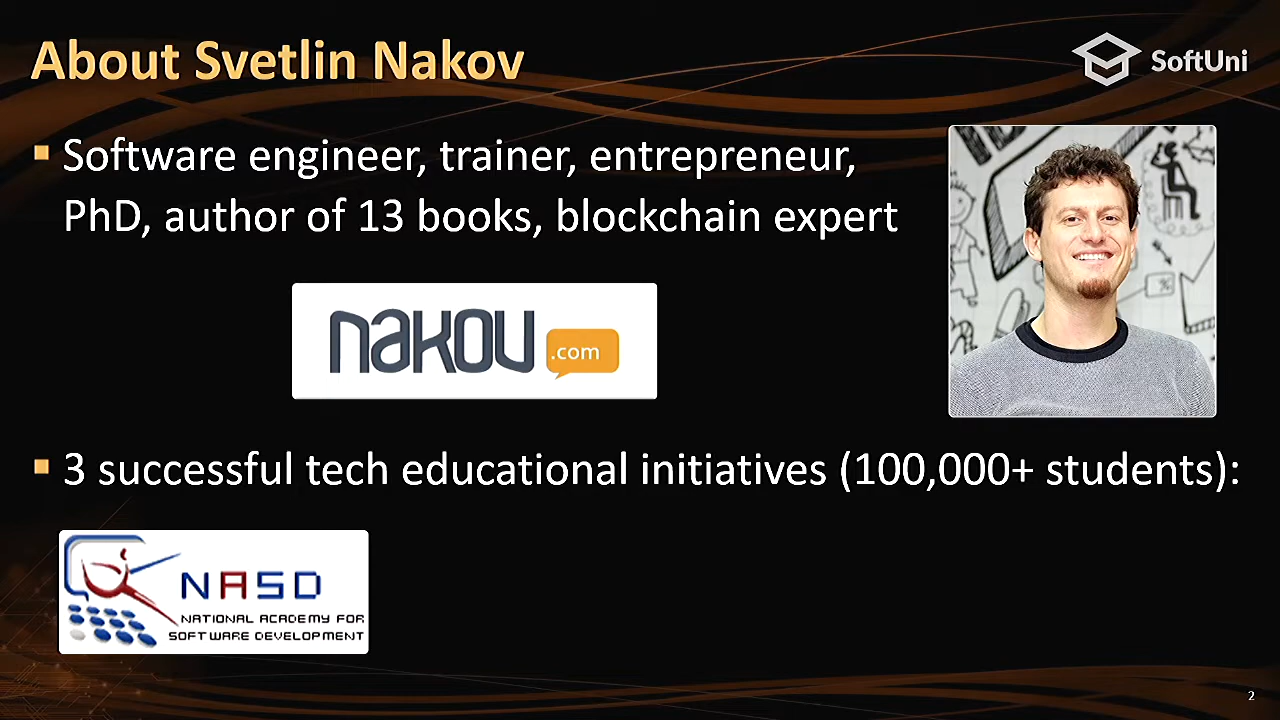 About Svetlin Nakov
SoftUni
▪ Software engineer, trainer, entrepreneur,
PhD, author of 13 books, blockchain expert
nakov .com
▪ 3 successful tech educational initiatives (100,000+ students):
NASD
NATIONAL ACADEMY FOR
SOFTWARE DEVELOPMENT
2